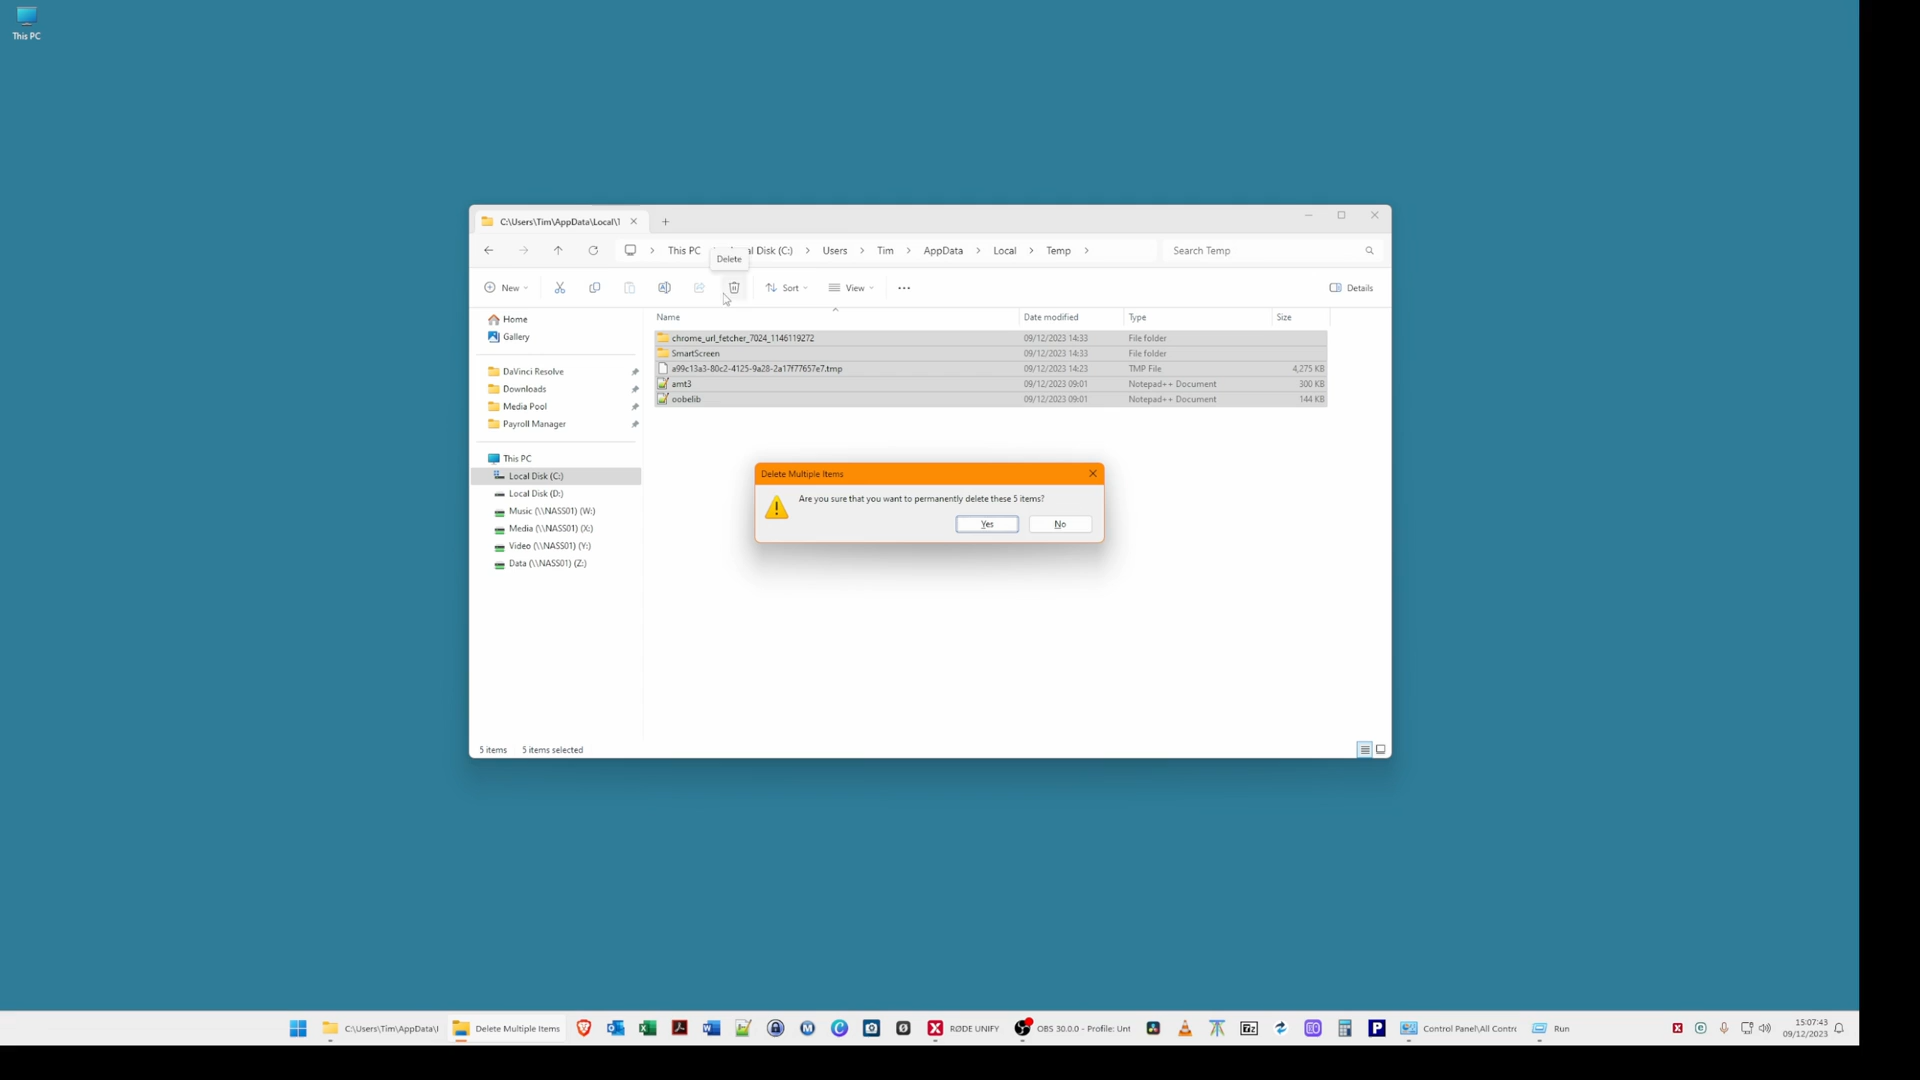 This PC
C:\Users\Tim\AppData\Local\T
This PC
al Disk (C:)
Users
Tim
AppData
Local
Temp
Search Temp
Delete
New
Sort
View
Details
Home
Gallery
DaVinci Resolve
Downloads
Media Pool
Payroll Manager
This PC
Local Disk (C:)
Local Disk (D:)
Music (\\NASS01) (W:)
Media (\\NASS01) (X:)
Video (\\NASS01) (Y:)
Data (\\NASS01) (Z:)
Name Date modified Type Size
chrome_url_fetcher_7024_1146119272 09/12/2023 14:33 File folder
SmartScreen 09/12/2023 14:33 File folder
a99c13a3-80c2-4125-9a28-2a17f77657e7.tmp 09/12/2023 14:23 TMP File 4,275 KB
amt3 09/12/2023 09:01 Notepad++ Document 300 KB
oobelib 09/12/2023 09:01 Notepad++ Document 144 KB
Delete Multiple Items
Are you sure that you want to permanently delete these 5 items?
Yes No
5 items 5 items selected
C:\Users\Tim\AppData\l
Delete Multiple Items
RØDE UNIFY
OBS 30.0.0 - Profile: Unt
Control Panel\All Contro
Run
15:07:43
09/12/2023